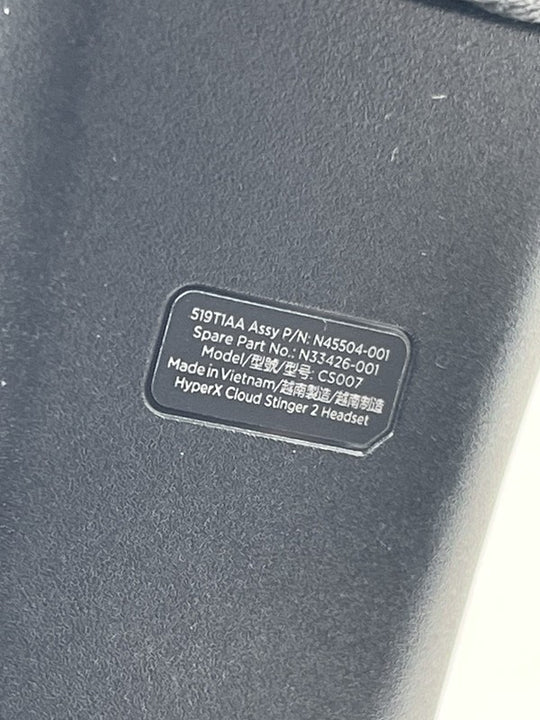 519T1AA Assy P/N: N45504-001
Spare Part No.: N33426-001
Model/型號/型号: CS007
Made in Vietnam/越南製造/越南制造
HyperX Cloud Stinger 2 Headset